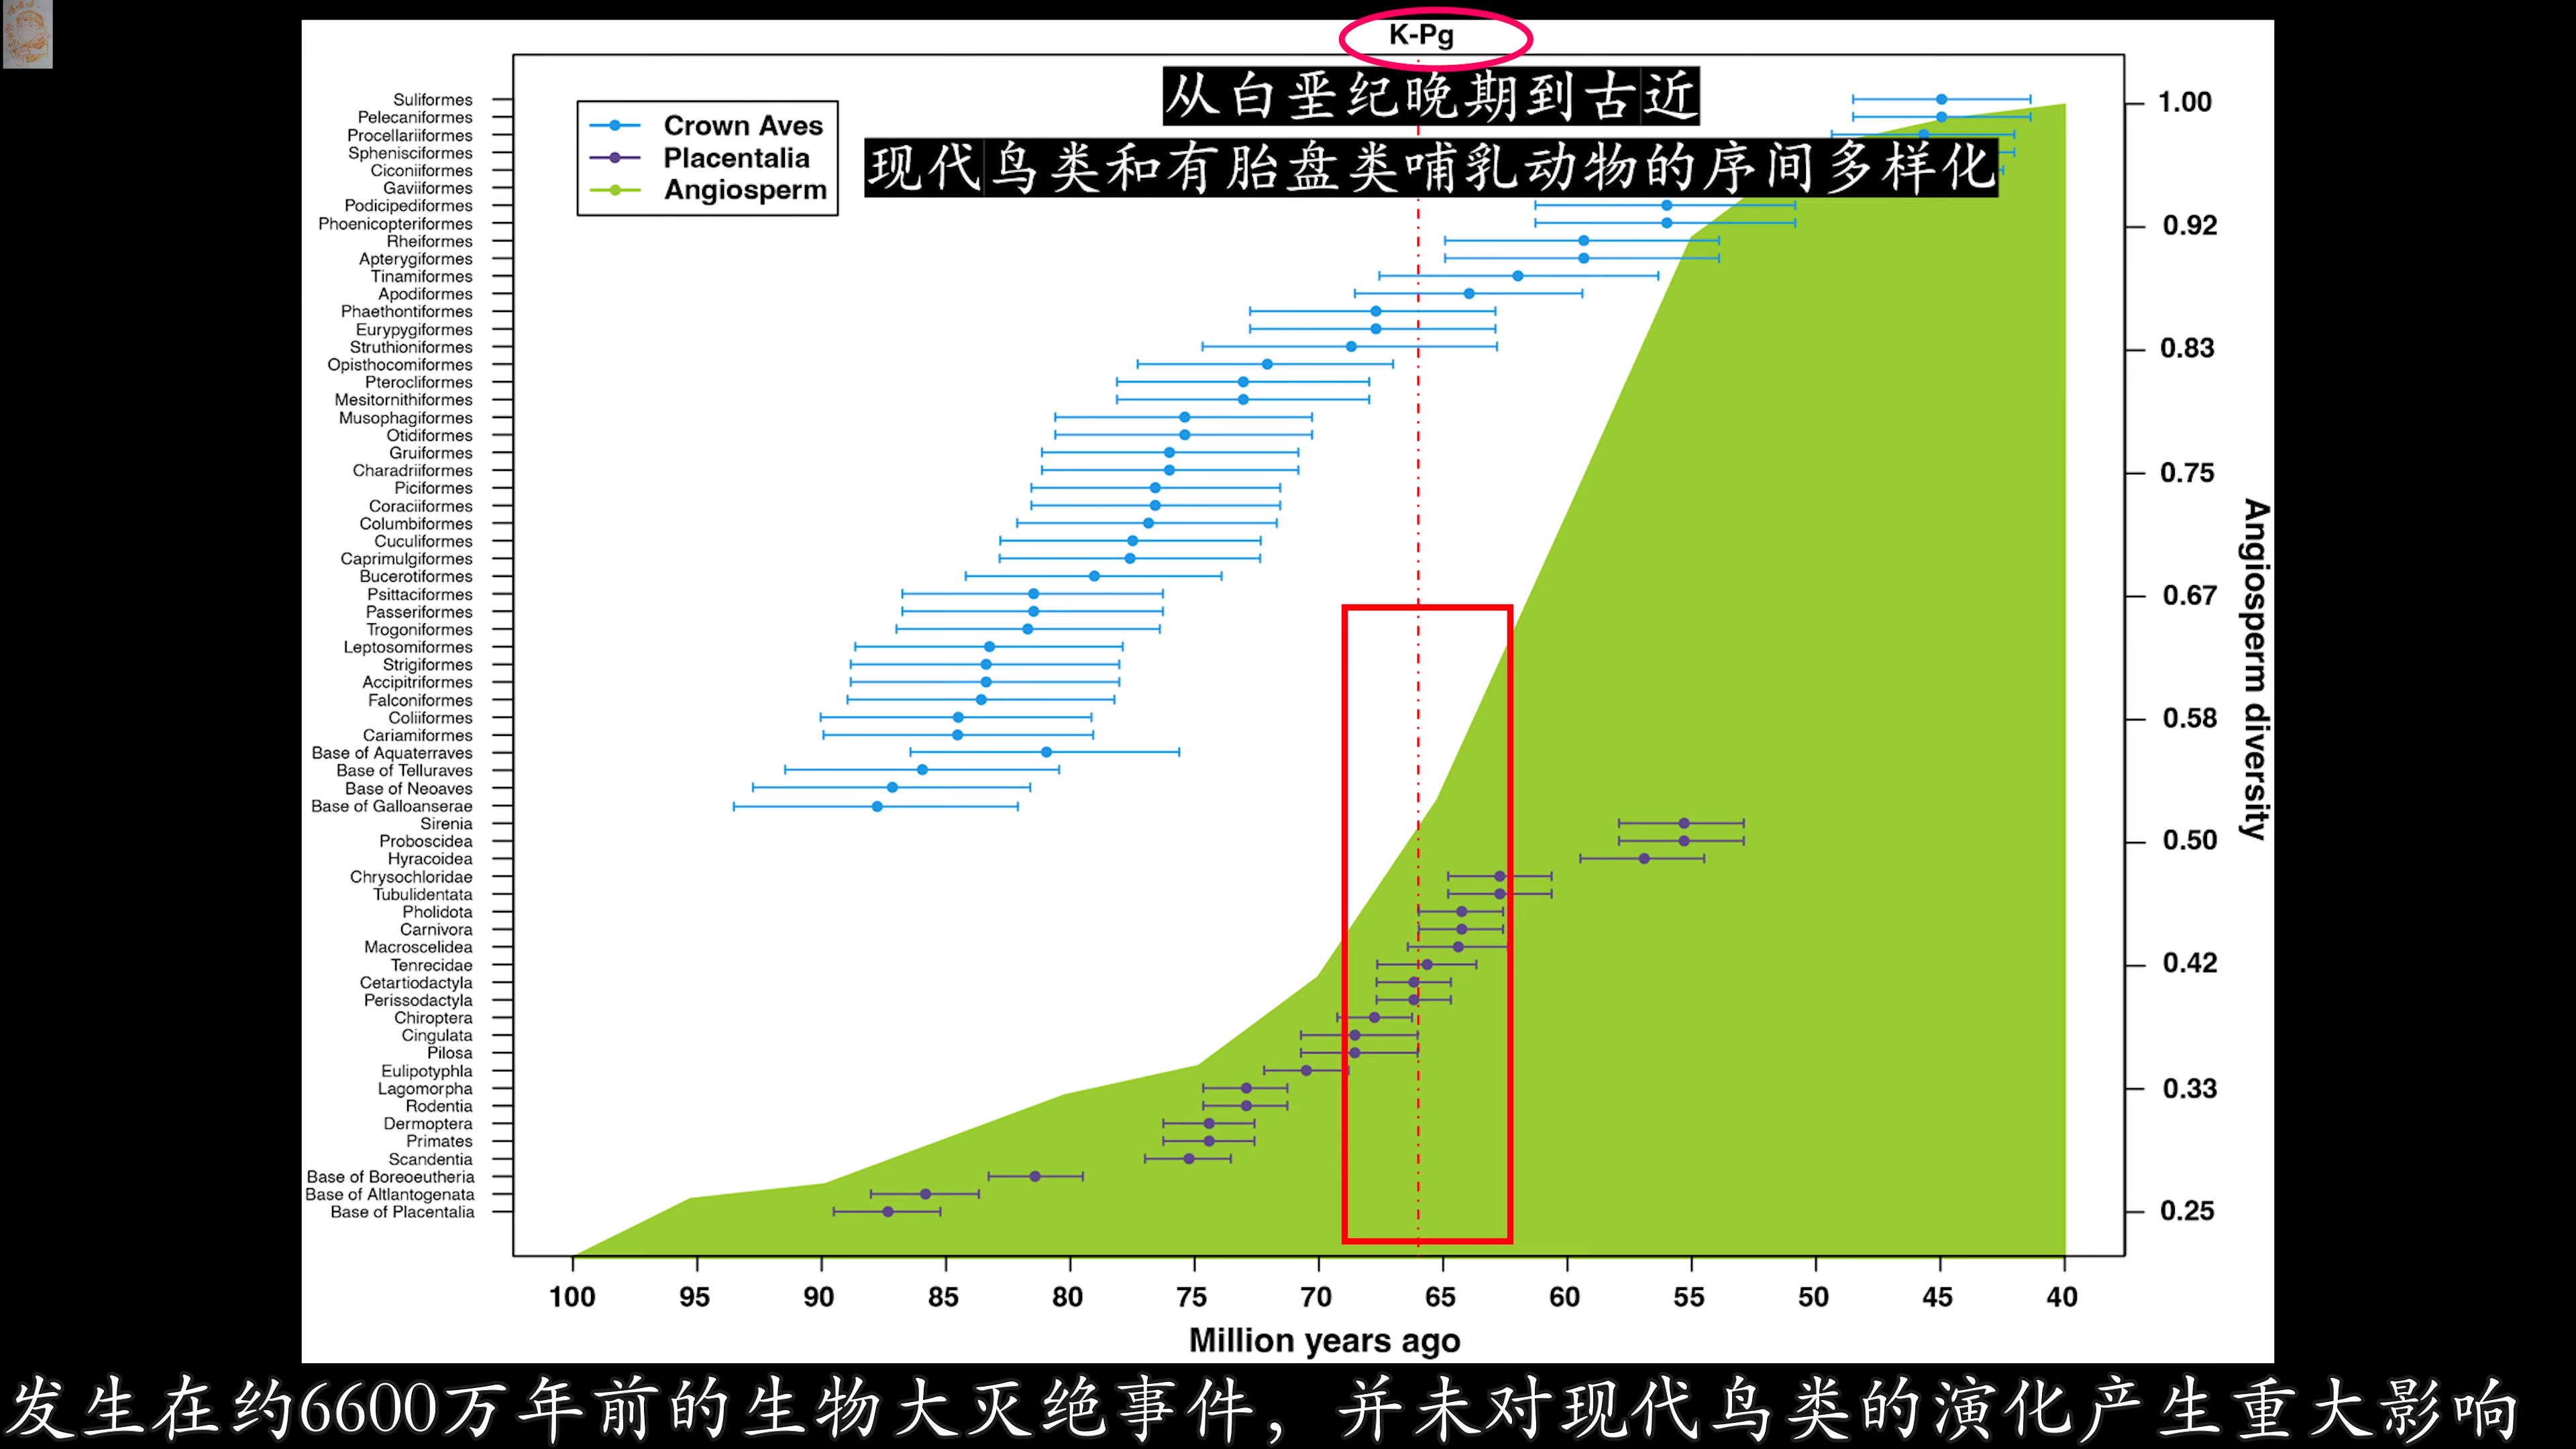 K-Pg
从白垩纪晚期到古近
现代鸟类和有胎盘类哺乳动物的序间多样化
Crown Aves
Placentalia
Angiosperm
Suliformes
Pelecaniformes
Procellariiformes
Sphenisciformes
Ciconiiformes
Gaviiformes
Podicipediformes
Phoenicopteriformes
Rheiformes
Apterygiformes
Tinamiformes
Apodiformes
Phaethontiformes
Eurypygiformes
Struthioniformes
Opisthocomiformes
Pterocliformes
Mesitornithiformes
Musophagiformes
Otidiformes
Gruiformes
Charadriiformes
Piciformes
Coraciiformes
Columbiformes
Cuculiformes
Caprimulgiformes
Bucerotiformes
Psittaciformes
Passeriformes
Trogoniformes
Leptosomiformes
Strigiformes
Accipitriformes
Falconiformes
Coliiformes
Cariamiformes
Base of Aquaterraves
Base of Telluraves
Base of Neoaves
Base of Galloanserae
Sirenia
Proboscidea
Hyracoidea
Chrysochloridae
Tubulidentata
Pholidota
Carnivora
Macroscelidea
Tenrecidae
Cetartiodactyla
Perissodactyla
Chiroptera
Cingulata
Pilosa
Eulipotyphla
Lagomorpha
Rodentia
Dermoptera
Primates
Scandentia
Base of Boreoeutheria
Base of Altlantogenata
Base of Placentalia
1.00
0.92
0.83
0.75
0.67
0.58
0.50
0.42
0.33
0.25
Angiosperm diversity
100 95 90 85 80 75 70 65 60 55 50 45 40
Million years ago
发生在约6600万年前的生物大灭绝事件，并未对现代鸟类的演化产生重大影响